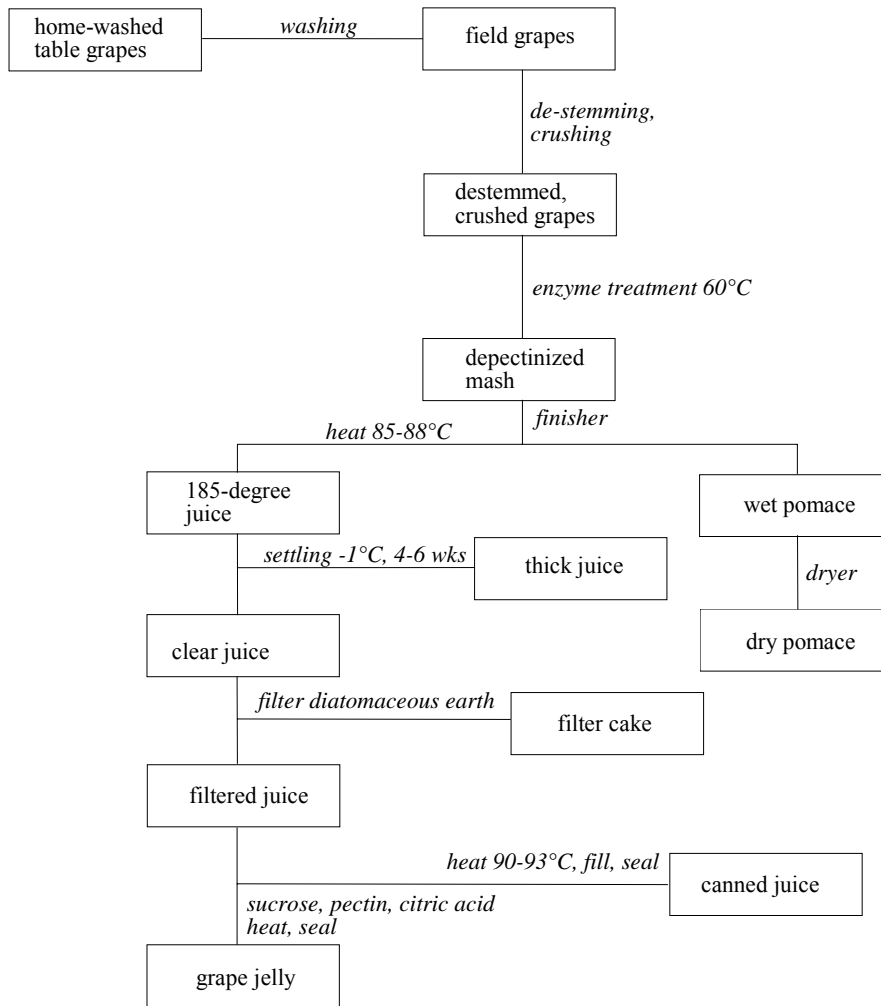 home-washed
table grapes
washing
field grapes
de-stemming,
crushing
destemmed,
crushed grapes
enzyme treatment 60°C
depectinized
mash
finisher
heat 85-88°C
185-degree
juice
wet pomace
settling -1°C, 4-6 wks
thick juice
dryer
clear juice
dry pomace
filter diatomaceous earth
filter cake
filtered juice
heat 90-93°C, fill, seal
canned juice
sucrose, pectin, citric acid
heat, seal
grape jelly